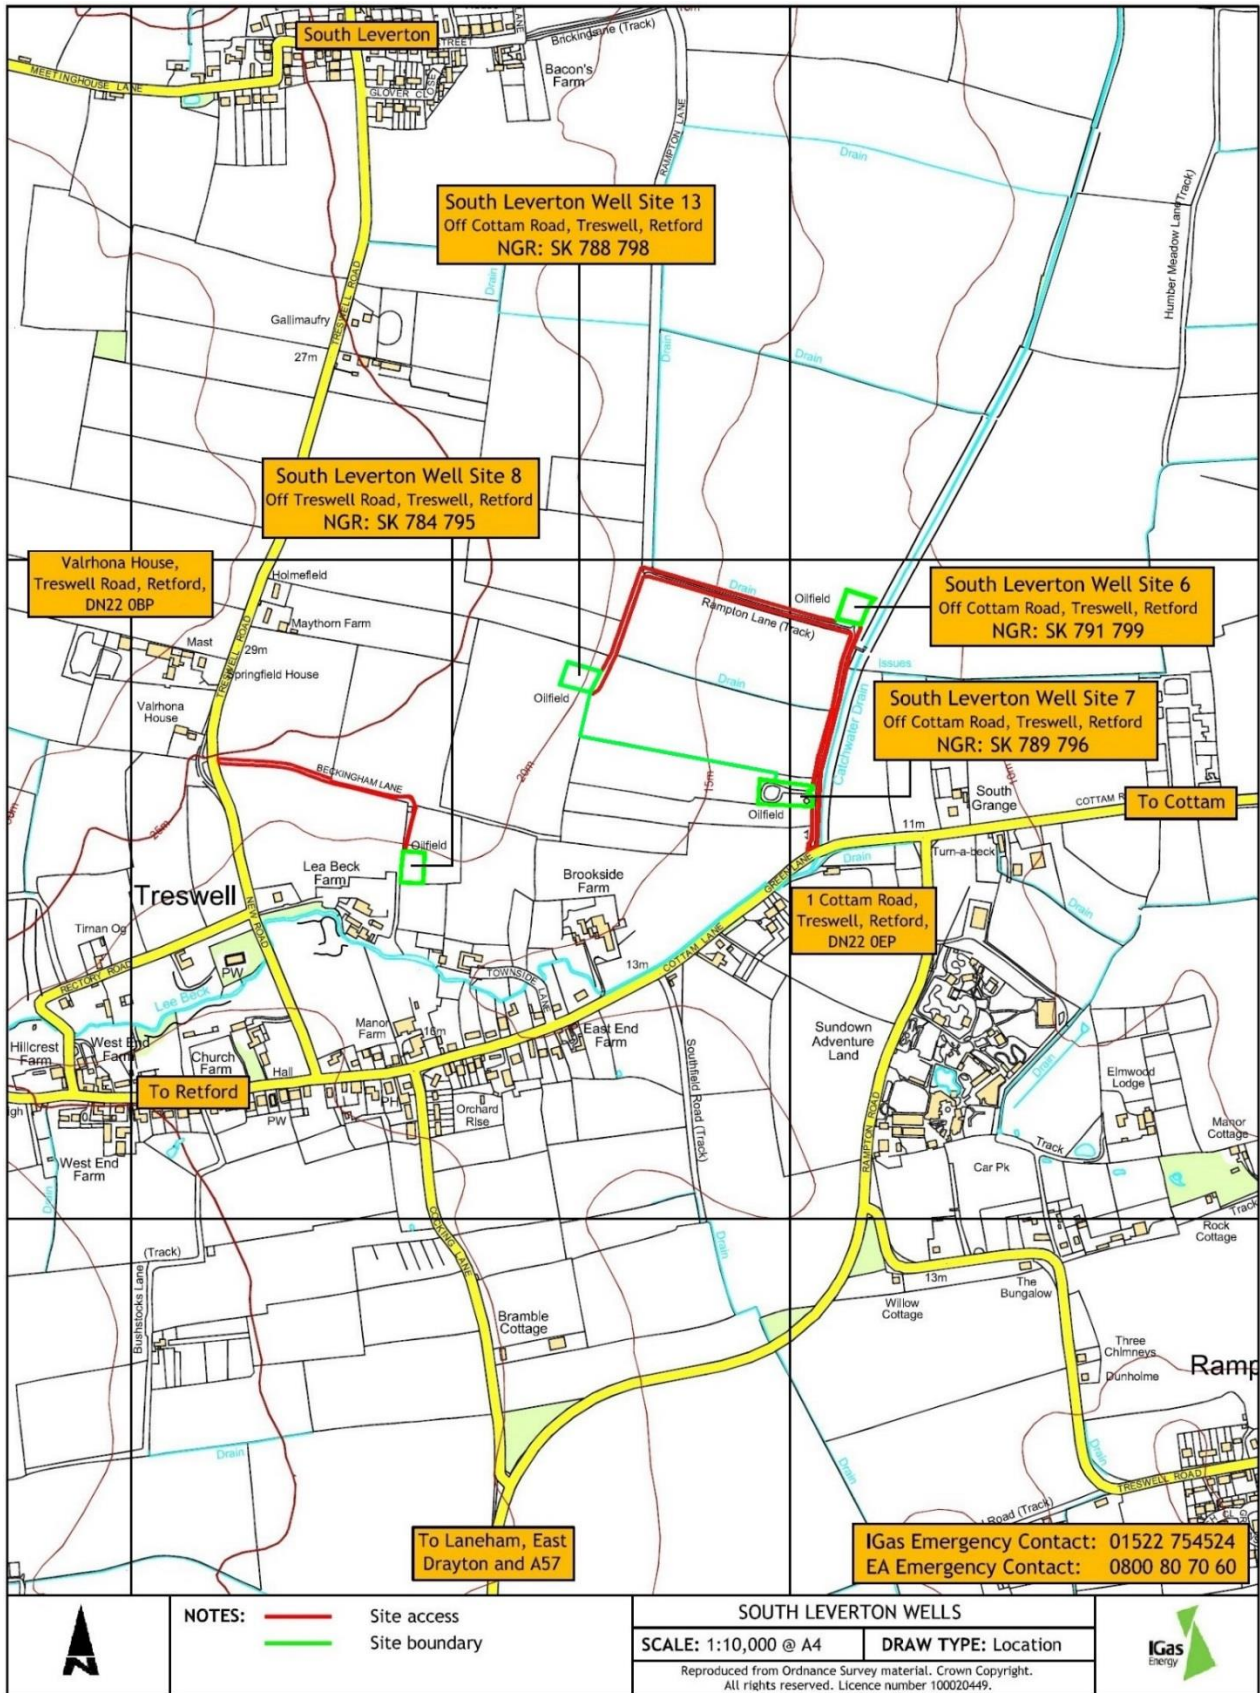 South Leverton
STREET
LANE
Brickings Lane (Track)
MEETINGHOUSE LANE
GLOVER CLOSE
Bacon's
Farm
RAMPTON LANE
Drain
Humber Meadow Lane (Track)
South Leverton Well Site 13
Off Cottam Road, Treswell, Retford
NGR: SK 788 798
Drain
TRESWELL ROAD
Gallimaufry
27m
Drain
Drain
South Leverton Well Site 8
Off Treswell Road, Treswell, Retford
NGR: SK 784 795
Valrhona House,
Treswell Road, Retford,
DN22 0BP
Holmefield
Maythorn Farm
Mast
29m
TRESWELL ROAD
Springfield House
Valrhona
House
Drain
Rampton Lane (Track)
Oilfield
South Leverton Well Site 6
Off Cottam Road, Treswell, Retford
NGR: SK 791 799
Issues
Oilfield
Drain
Catchwater Drain
South Leverton Well Site 7
Off Cottam Road, Treswell, Retford
NGR: SK 789 796
20m
15m
10m
25m
BECKINGHAM LANE
Oilfield
South
Grange
COTTAM R
To Cottam
11m
Oilfield
Lea Beck
Farm
Treswell
Brookside
Farm
GREEN LANE
Drain
Turn-a-beck
1 Cottam Road,
Treswell, Retford,
DN22 0EP
Drain
Timan Og
RECTORY ROAD
NEW ROAD
PW
Lee Beck
TOWNSIDE LANE
13m
COTTAM LANE
Hillcrest
Farm
West End
Farm
Church
Farm
Manor
Farm
16m
East End
Farm
Hall
To Retford
PH
PW
Orchard
Rise
West End
Farm
Drain
Southfield Road (Track)
Sundown
Adventure
Land
RAMPTON ROAD
Drain
Elmwood
Lodge
Manor
Cottage
Track
Car Pk
Track
Rock
Cottage
COCKING LANE
Drain
(Track)
Bushstocks Lane
Bramble
Cottage
Willow
Cottage
13m
The
Bungalow
Three
Chimneys
Dunholme
Ramp
Drain
Drain
Drain
TRESWELL ROAD
Road (Track)
To Laneham, East
Drayton and A57
IGas Emergency Contact: 01522 754524
EA Emergency Contact: 0800 80 70 60
N
NOTES:
Site access
Site boundary
SOUTH LEVERTON WELLS
SCALE: 1:10,000 @ A4
DRAW TYPE: Location
Reproduced from Ordnance Survey material. Crown Copyright.
All rights reserved. Licence number 100020449.
IGas
Energy